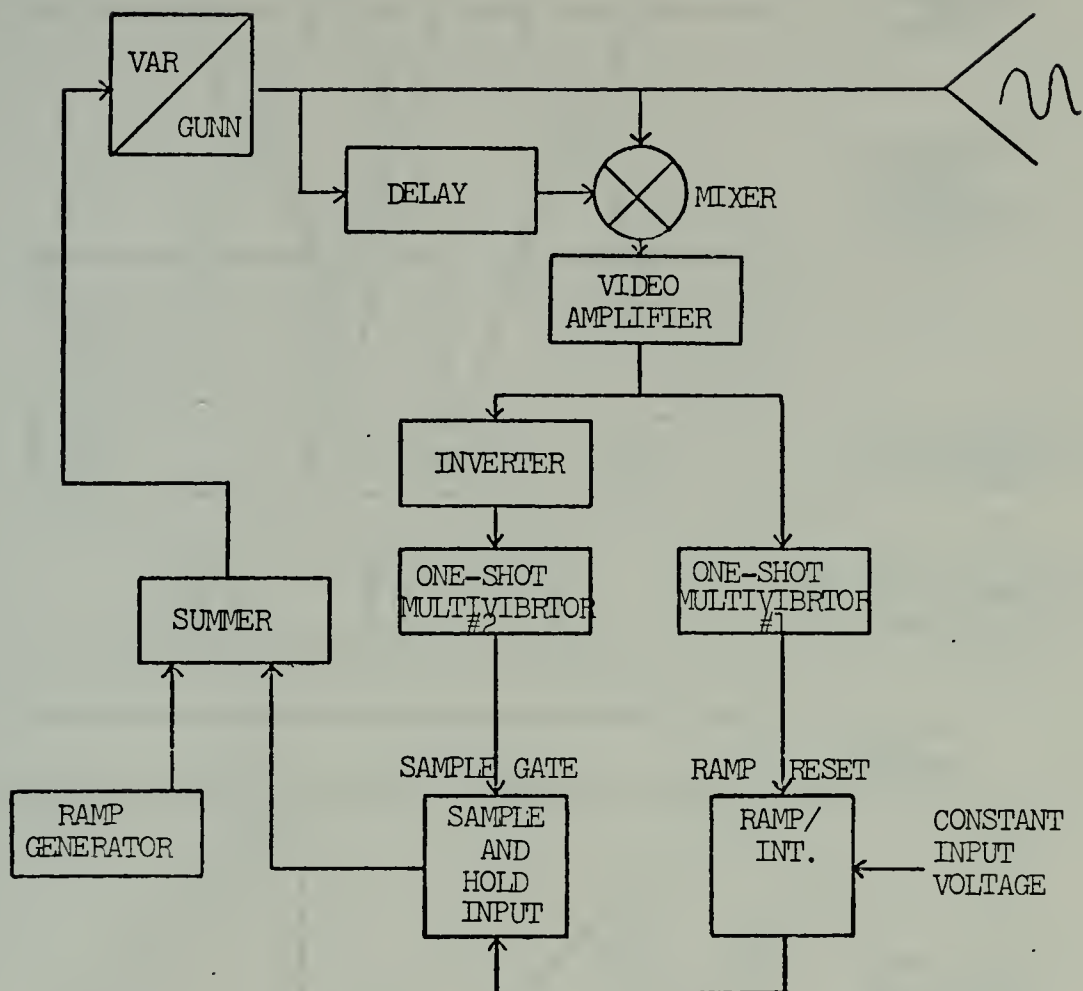 VAR
GUNN
DELAY
MIXER
VIDEO
AMPLIFIER
INVERTER
ONE-SHOT
MULTIVIBRTOR
#2
ONE-SHOT
MULTIVIBRTOR
#1
SUMMER
SAMPLE GATE
RAMP RESET
RAMP
GENERATOR
SAMPLE
AND
HOLD
INPUT
RAMP/
INT.
CONSTANT
INPUT
VOLTAGE